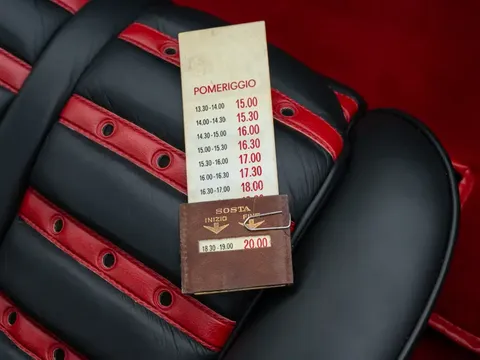 POMERIGGIO
13.30-14.00 15.00
14.00-14.30 15.30
14.30-15.00 16.00
15.00-15.30 16.30
15.30-16.00 17.00
16.00-16.30 17.30
16.30-17.00 18.00
SOSTA
INIZIO FINE
18.30-19.00 20.00